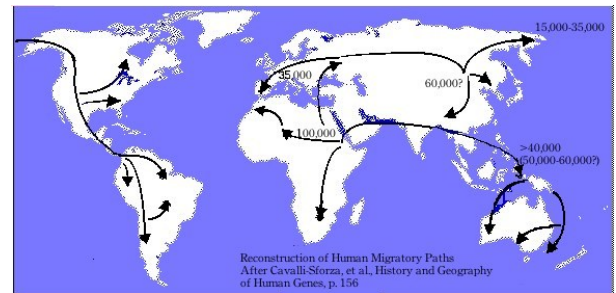 15,000-35,000
35,000
60,000?
100,000
>40,000
(50,000-60,000?)
Reconstruction of Human Migratory Paths
After Cavalli-Sforza, et al., History and Geography
of Human Genes, p. 156